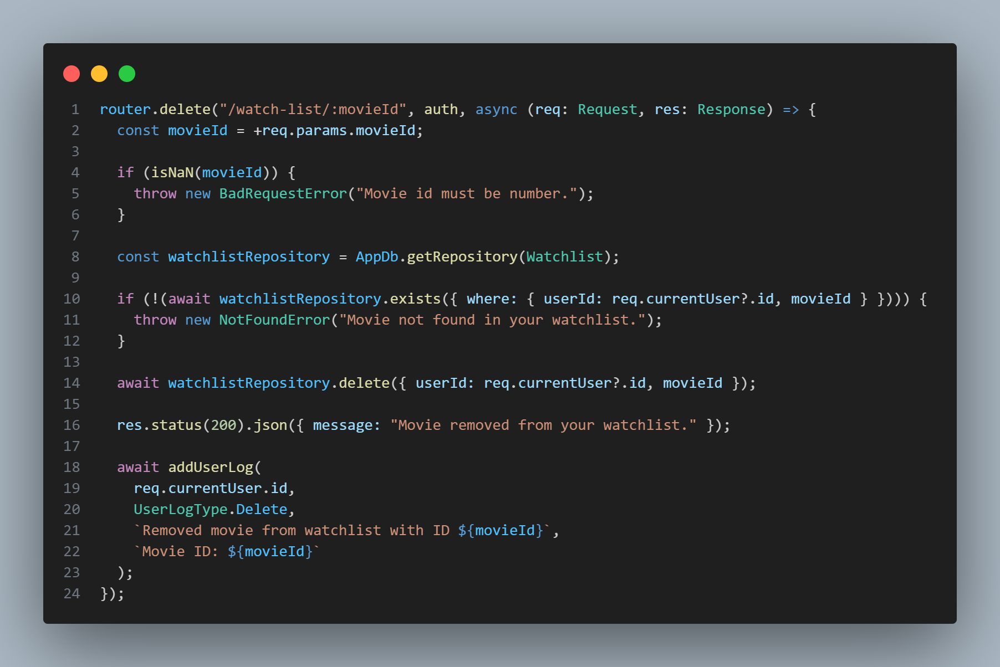 1 router.delete("/watch-list/:movieId", auth, async (req: Request, res: Response) => {
2   const movieId = +req.params.movieId;
3
4   if (isNaN(movieId)) {
5     throw new BadRequestError("Movie id must be number.");
6   }
7
8   const watchlistRepository = AppDb.getRepository(Watchlist);
9
10   if (!(await watchlistRepository.exists({ where: { userId: req.currentUser?.id, movieId } }))) {
11     throw new NotFoundError("Movie not found in your watchlist.");
12   }
13
14   await watchlistRepository.delete({ userId: req.currentUser?.id, movieId });
15
16   res.status(200).json({ message: "Movie removed from your watchlist." });
17
18   await addUserLog(
19     req.currentUser.id,
20     UserLogType.Delete,
21     `Removed movie from watchlist with ID ${movieId}`,
22     `Movie ID: ${movieId}`
23   );
24 });